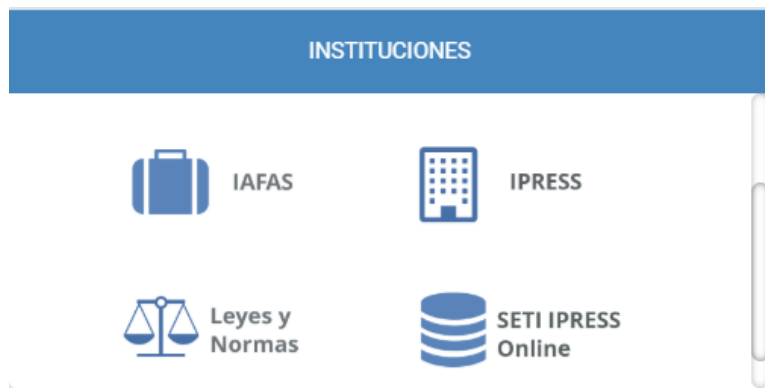 INSTITUCIONES
IAFAS
IPRESS
Leyes y
Normas
SETI IPRESS
Online